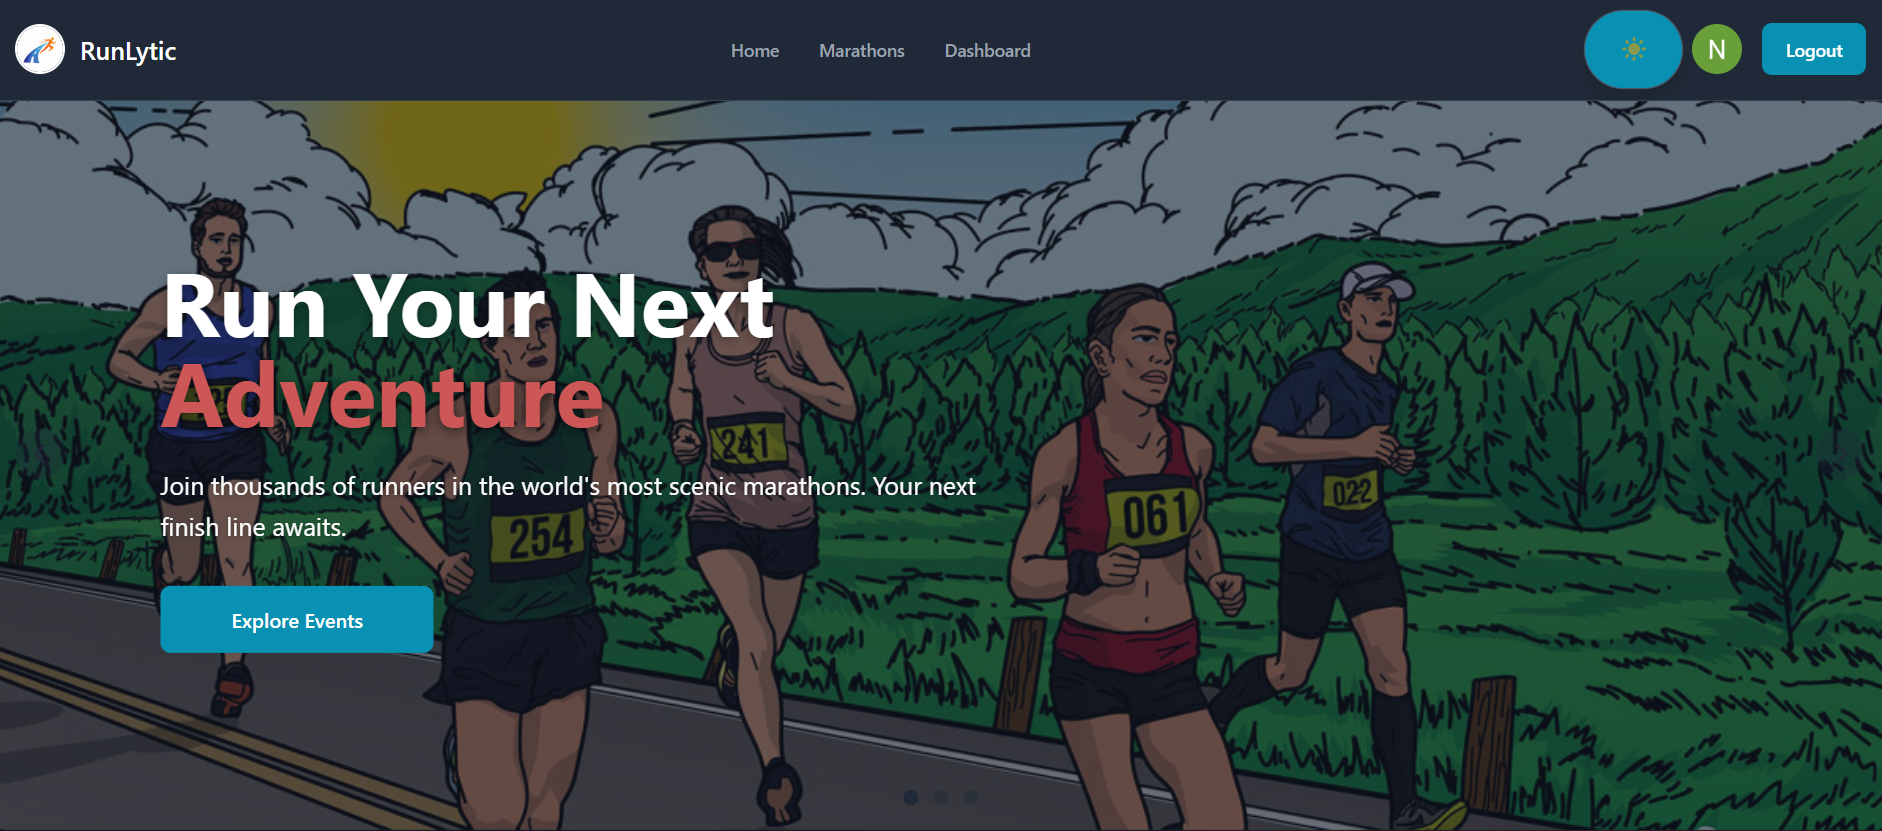 RunLytic
Home
Marathons
Dashboard
N
Logout
Run Your Next
Adventure
Join thousands of runners in the world's most scenic marathons. Your next
finish line awaits.
Explore Events
254
241
061
022